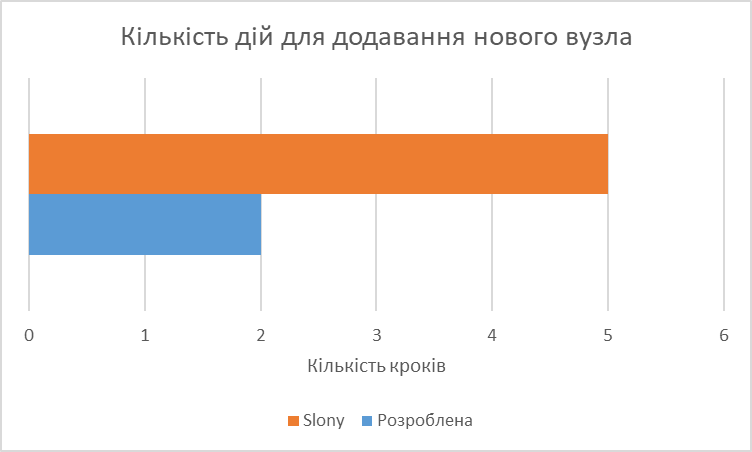 Кількість дій для додавання нового вузла
0 1 2 3 4 5 6
Кількість кроків
Slony Розроблена